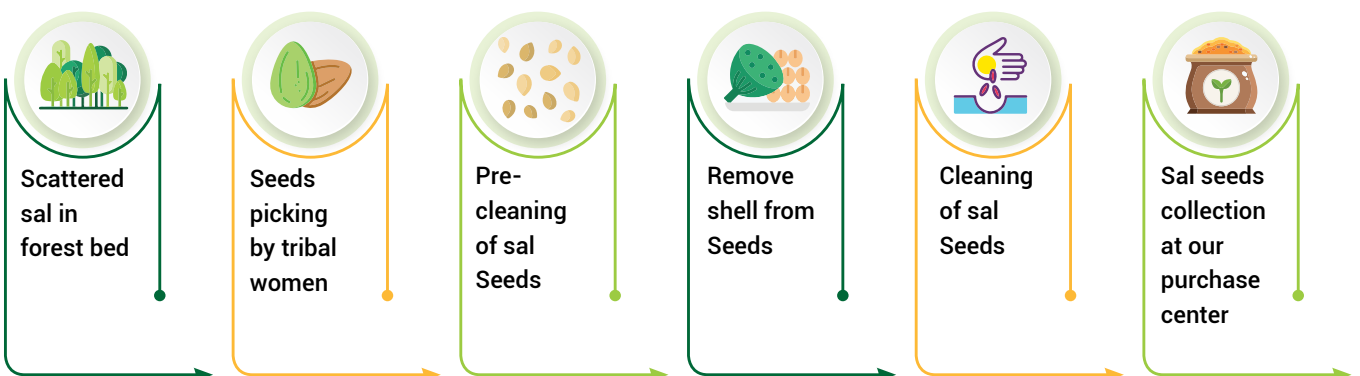 Scattered
sal in
forest bed
Seeds
picking
by tribal
women
Pre-
cleaning
of sal
Seeds
Remove
shell from
Seeds
Cleaning
of sal
Seeds
Sal seeds
collection
at our
purchase
center